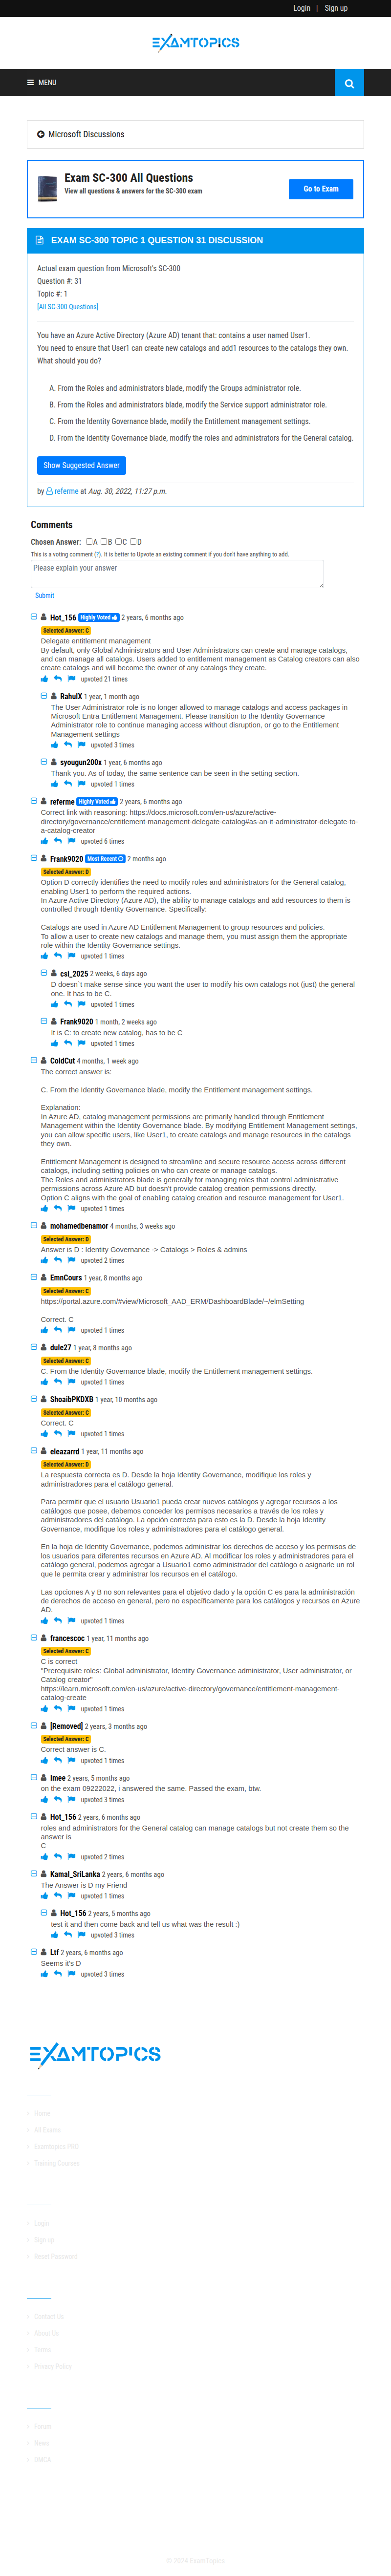 Login | Sign up
EXAMTOPICS
MENU
Microsoft Discussions
Exam SC-300 All Questions
View all questions & answers for the SC-300 exam
Go to Exam
EXAM SC-300 TOPIC 1 QUESTION 31 DISCUSSION
Actual exam question from Microsoft's SC-300
Question #: 31
Topic #: 1
[All SC-300 Questions]
You have an Azure Active Directory (Azure AD) tenant that: contains a user named User1.
You need to ensure that User1 can create new catalogs and add1 resources to the catalogs they own.
What should you do?
A. From the Roles and administrators blade, modify the Groups administrator role.
B. From the Roles and administrators blade, modify the Service support administrator role.
C. From the Identity Governance blade, modify the Entitlement management settings.
D. From the Identity Governance blade, modify the roles and administrators for the General catalog.
Show Suggested Answer
by referme at Aug. 30, 2022, 11:27 p.m.
Comments
Chosen Answer: A B C D
This is a voting comment (?). It is better to Upvote an existing comment if you don't have anything to add.
Please explain your answer
Submit
Hot_156 Highly Voted 2 years, 6 months ago
Selected Answer: C
Delegate entitlement management
By default, only Global Administrators and User Administrators can create and manage catalogs,
and can manage all catalogs. Users added to entitlement management as Catalog creators can also
create catalogs and will become the owner of any catalogs they create.
upvoted 21 times
RahulX 1 year, 1 month ago
The User Administrator role is no longer allowed to manage catalogs and access packages in
Microsoft Entra Entitlement Management. Please transition to the Identity Governance
Administrator role to continue managing access without disruption, or go to the Entitlement
Management settings
upvoted 3 times
syougun200x 1 year, 6 months ago
Thank you. As of today, the same sentence can be seen in the setting section.
upvoted 1 times
referme Highly Voted 2 years, 6 months ago
Correct link with reasoning: https://docs.microsoft.com/en-us/azure/active-
directory/governance/entitlement-management-delegate-catalog#as-an-it-administrator-delegate-to-
a-catalog-creator
upvoted 6 times
Frank9020 Most Recent 2 months ago
Selected Answer: D
Option D correctly identifies the need to modify roles and administrators for the General catalog,
enabling User1 to perform the required actions.
In Azure Active Directory (Azure AD), the ability to manage catalogs and add resources to them is
controlled through Identity Governance. Specifically:
Catalogs are used in Azure AD Entitlement Management to group resources and policies.
To allow a user to create new catalogs and manage them, you must assign them the appropriate
role within the Identity Governance settings.
upvoted 1 times
csi_2025 2 weeks, 6 days ago
D doesn´t make sense since you want the user to modify his own catalogs not (just) the general
one. It has to be C.
upvoted 1 times
Frank9020 1 month, 2 weeks ago
It is C: to create new catalog, has to be C
upvoted 1 times
ColdCut 4 months, 1 week ago
The correct answer is:
C. From the Identity Governance blade, modify the Entitlement management settings.
Explanation:
In Azure AD, catalog management permissions are primarily handled through Entitlement
Management within the Identity Governance blade. By modifying Entitlement Management settings,
you can allow specific users, like User1, to create catalogs and manage resources in the catalogs
they own.
Entitlement Management is designed to streamline and secure resource access across different
catalogs, including setting policies on who can create or manage catalogs.
The Roles and administrators blade is generally for managing roles that control administrative
permissions across Azure AD but doesn't provide catalog creation permissions directly.
Option C aligns with the goal of enabling catalog creation and resource management for User1.
upvoted 1 times
mohamedbenamor 4 months, 3 weeks ago
Selected Answer: D
Answer is D : Identity Governance -> Catalogs > Roles & admins
upvoted 2 times
EmnCours 1 year, 8 months ago
Selected Answer: C
https://portal.azure.com/#view/Microsoft_AAD_ERM/DashboardBlade/~/elmSetting
Correct. C
upvoted 1 times
dule27 1 year, 8 months ago
Selected Answer: C
C. From the Identity Governance blade, modify the Entitlement management settings.
upvoted 1 times
ShoaibPKDXB 1 year, 10 months ago
Selected Answer: C
Correct. C
upvoted 1 times
eleazarrd 1 year, 11 months ago
Selected Answer: D
La respuesta correcta es D. Desde la hoja Identity Governance, modifique los roles y
administradores para el catálogo general.
Para permitir que el usuario Usuario1 pueda crear nuevos catálogos y agregar recursos a los
catálogos que posee, debemos conceder los permisos necesarios a través de los roles y
administradores del catálogo. La opción correcta para esto es la D. Desde la hoja Identity
Governance, modifique los roles y administradores para el catálogo general.
En la hoja de Identity Governance, podemos administrar los derechos de acceso y los permisos de
los usuarios para diferentes recursos en Azure AD. Al modificar los roles y administradores para el
catálogo general, podemos agregar a Usuario1 como administrador del catálogo o asignarle un rol
que le permita crear y administrar los recursos en el catálogo.
Las opciones A y B no son relevantes para el objetivo dado y la opción C es para la administración
de derechos de acceso en general, pero no específicamente para los catálogos y recursos en Azure
AD.
upvoted 1 times
francescoc 1 year, 11 months ago
Selected Answer: C
C is correct
"Prerequisite roles: Global administrator, Identity Governance administrator, User administrator, or
Catalog creator"
https://learn.microsoft.com/en-us/azure/active-directory/governance/entitlement-management-
catalog-create
upvoted 1 times
[Removed] 2 years, 3 months ago
Selected Answer: C
Correct answer is C.
upvoted 1 times
Imee 2 years, 5 months ago
on the exam 09222022, i answered the same. Passed the exam, btw.
upvoted 3 times
Hot_156 2 years, 6 months ago
roles and administrators for the General catalog can manage catalogs but not create them so the
answer is
C
upvoted 2 times
Kamal_SriLanka 2 years, 6 months ago
The Answer is D my Friend
upvoted 1 times
Hot_156 2 years, 5 months ago
test it and then come back and tell us what was the result :)
upvoted 3 times
Ltf 2 years, 6 months ago
Seems it's D
upvoted 3 times
EXAMTOPICS
Home
All Exams
Examtopics PRO
Training Courses
Login
Sign up
Reset Password
Contact Us
About Us
Terms
Privacy Policy
Forum
News
DMCA